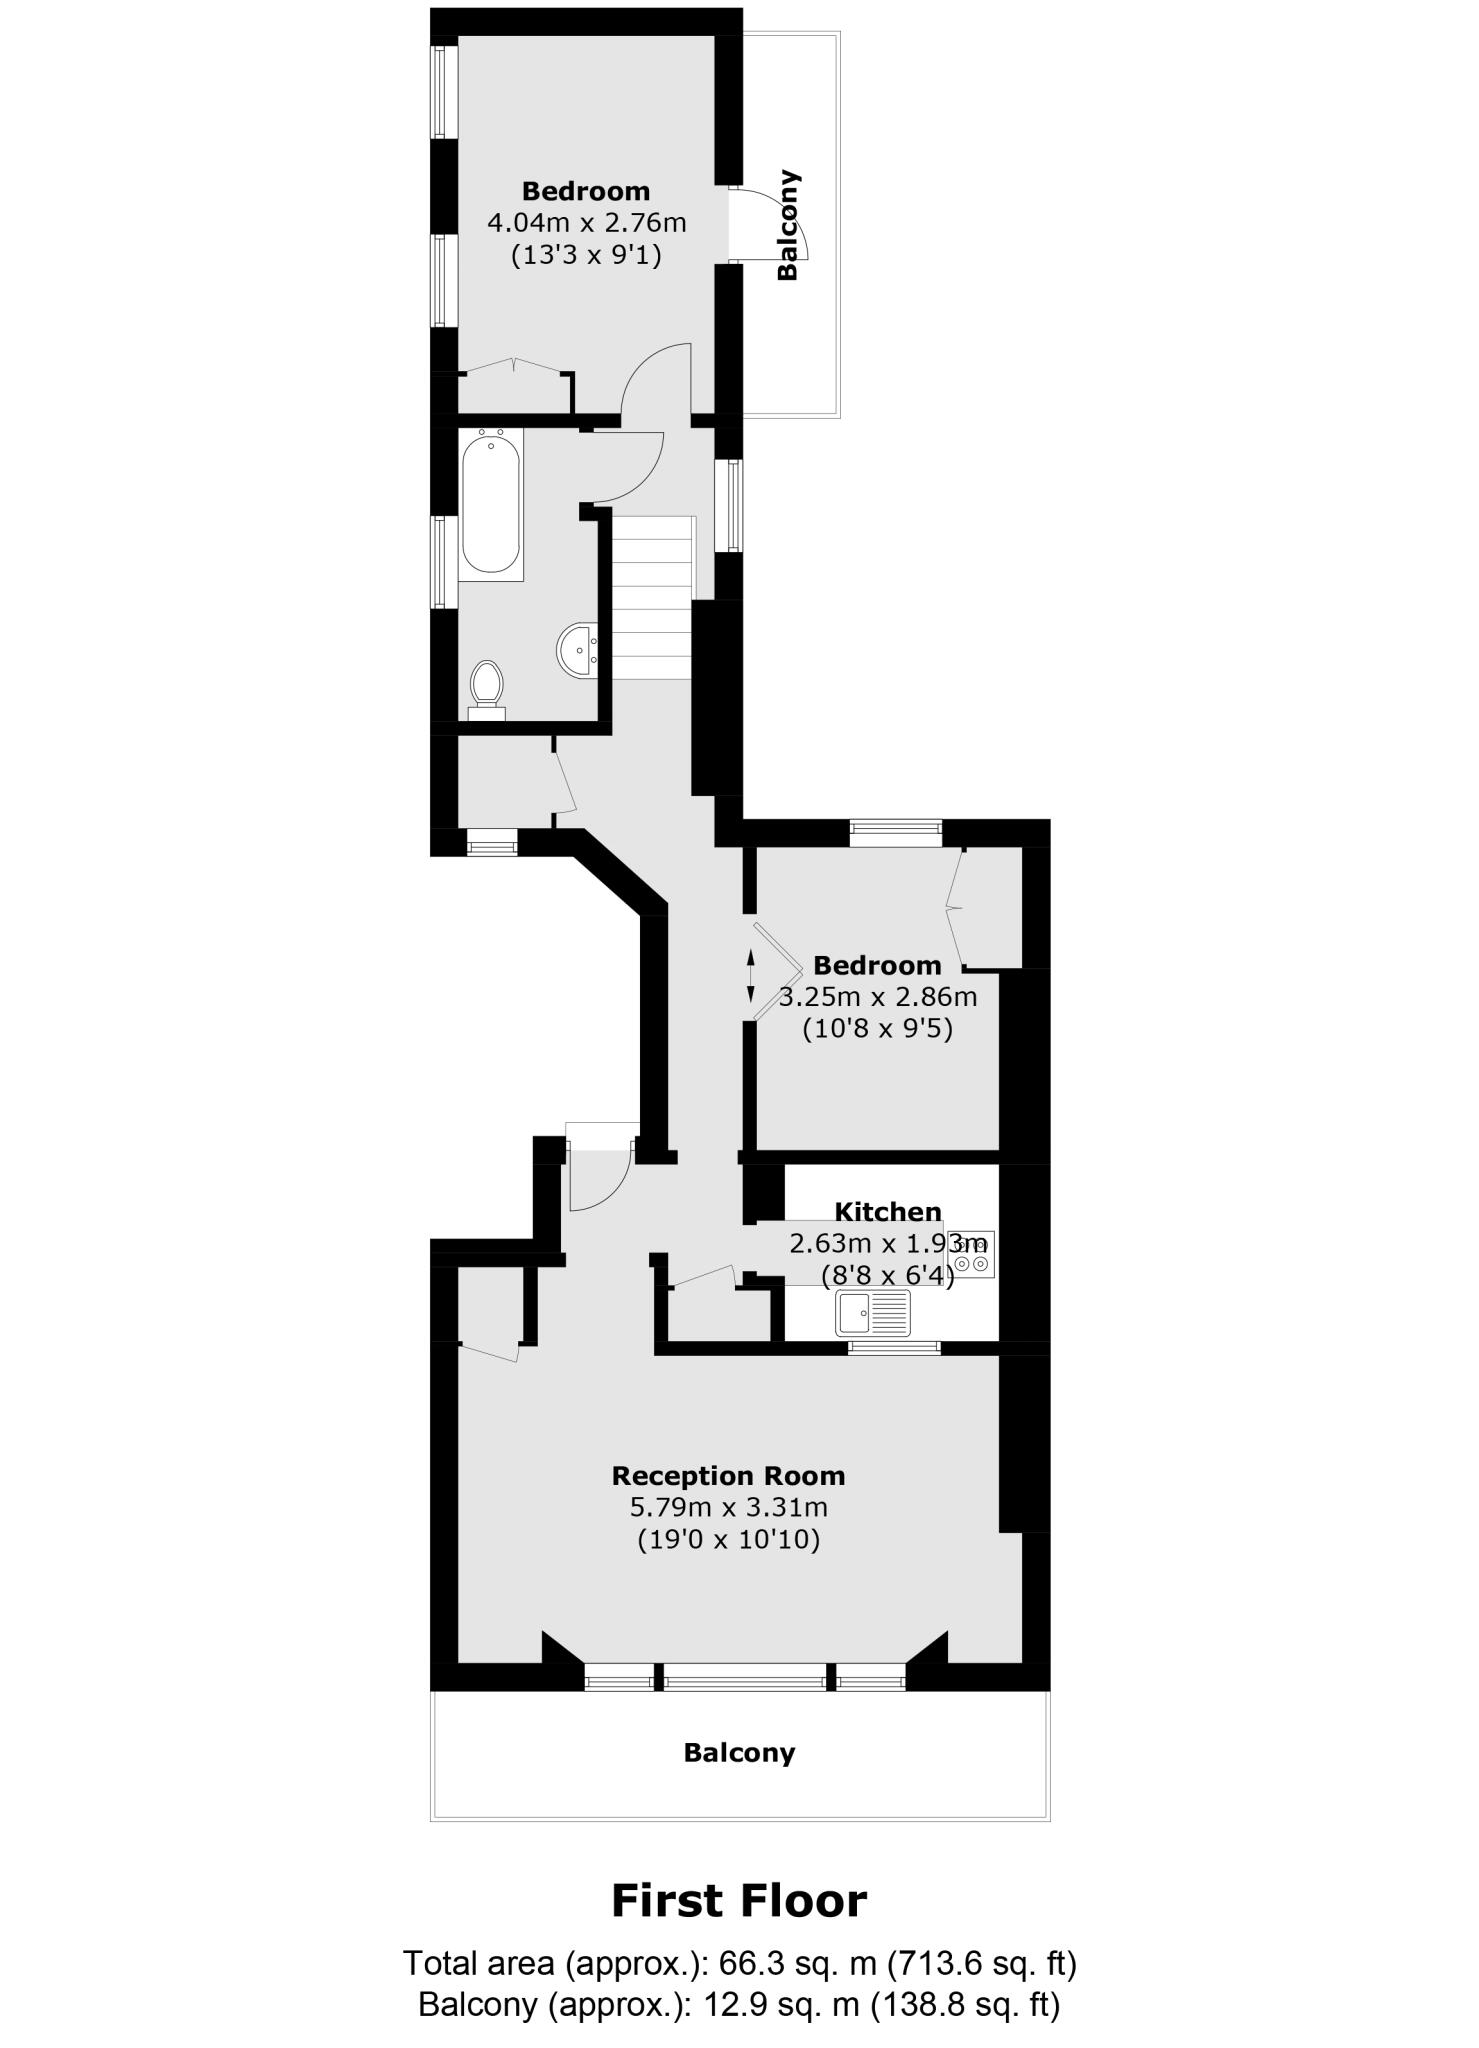 Bedroom
4.04m x 2.76m
(13'3 x 9'1)
Balcony
Bedroom
3.25m x 2.86m
(10'8 x 9'5)
Kitchen
2.63m x 1.93m
(8'8 x 6'4)
Reception Room
5.79m x 3.31m
(19'0 x 10'10)
Balcony
First Floor
Total area (approx.): 66.3 sq. m (713.6 sq. ft)
Balcony (approx.): 12.9 sq. m (138.8 sq. ft)